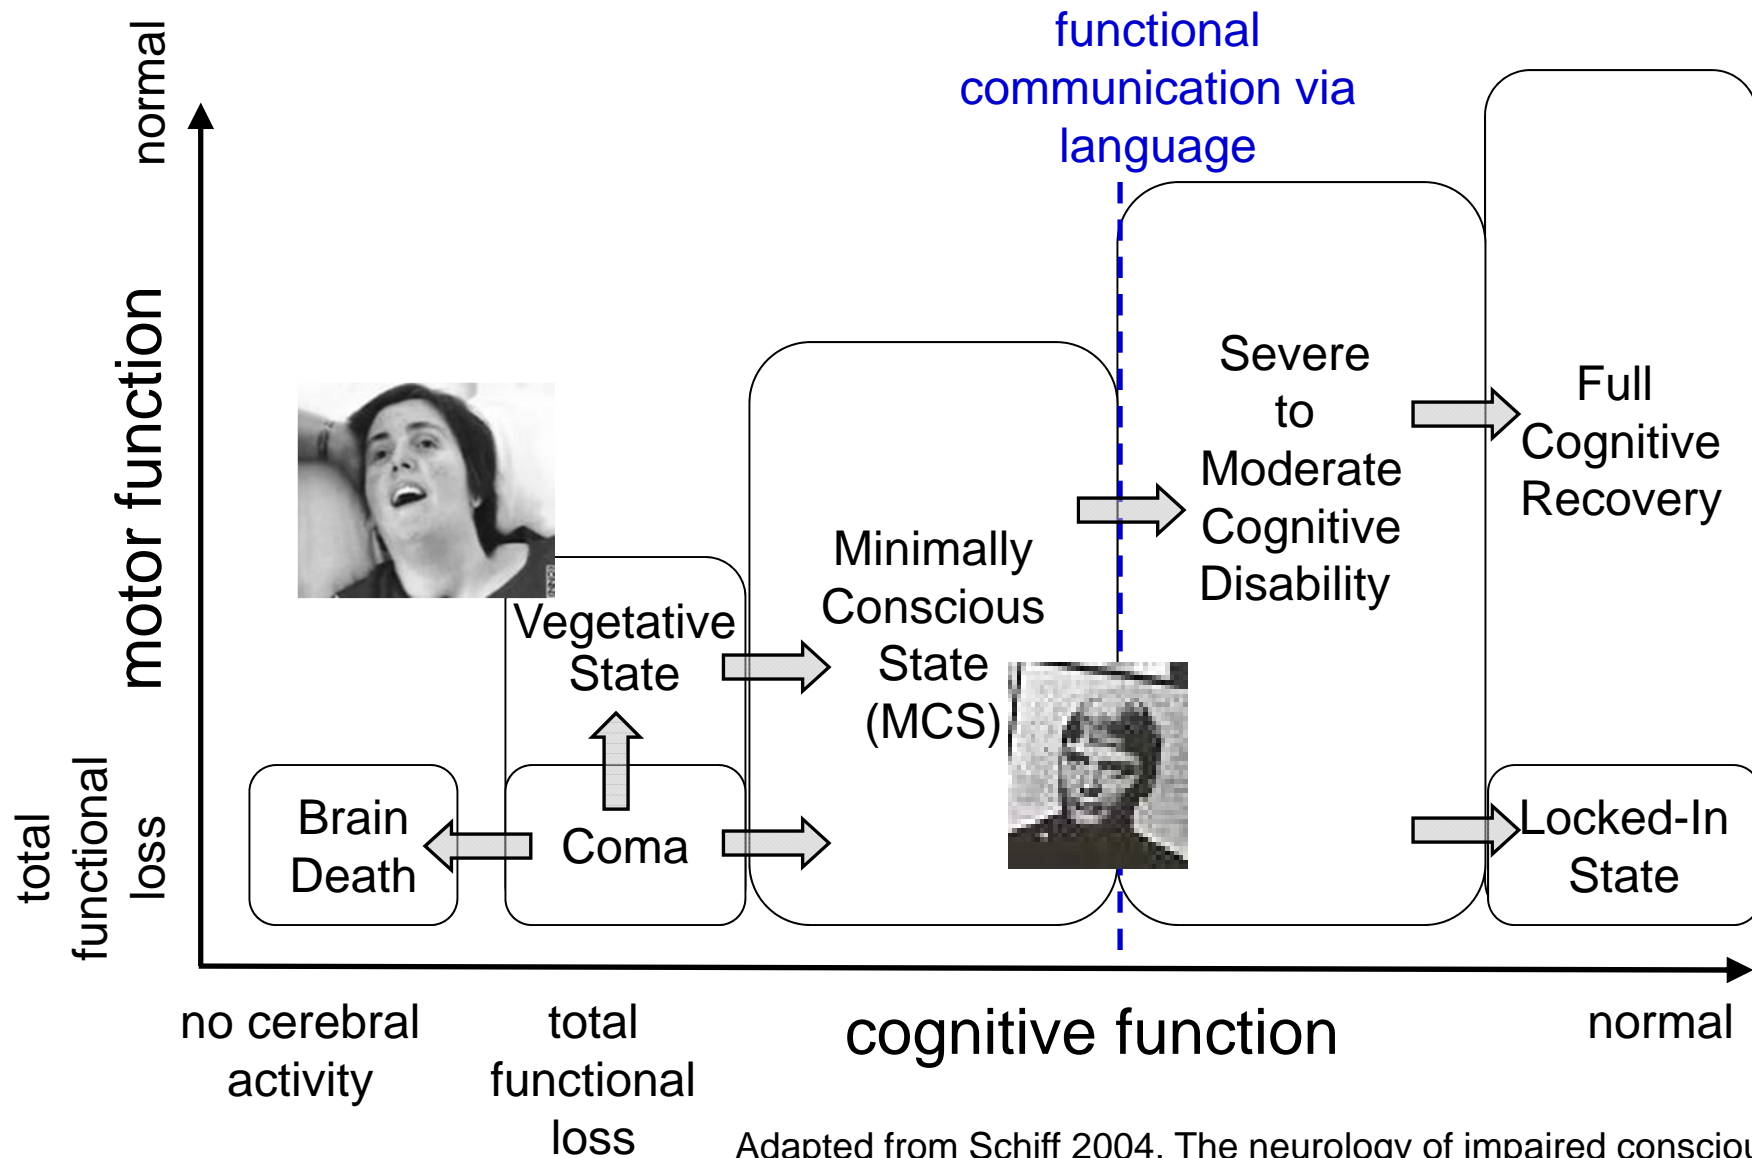 functional
communication via
language
normal
motor function
total
functional
loss
Vegetative
State
Minimally
Conscious
State
(MCS)
Severe
to
Moderate
Cognitive
Disability
Full
Cognitive
Recovery
Brain
Death
Coma
Locked-In
State
no cerebral
activity
total
functional
loss
cognitive function
normal
Adapted from Schiff 2004. The neurology of impaired